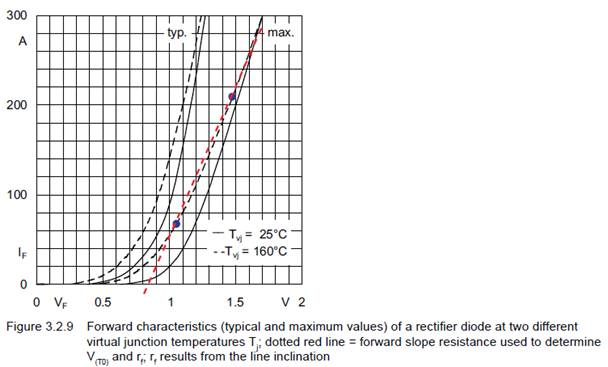 300
A
typ.
max.
200
100
— Tvj = 25°C
--Tvj = 160°C
IF
0
0 VF 0.5 1 1.5 V 2
Figure 3.2.9 Forward characteristics (typical and maximum values) of a rectifier diode at two different
virtual junction temperatures Tj; dotted red line = forward slope resistance used to determine
V(T0) and rf; rf results from the line inclination